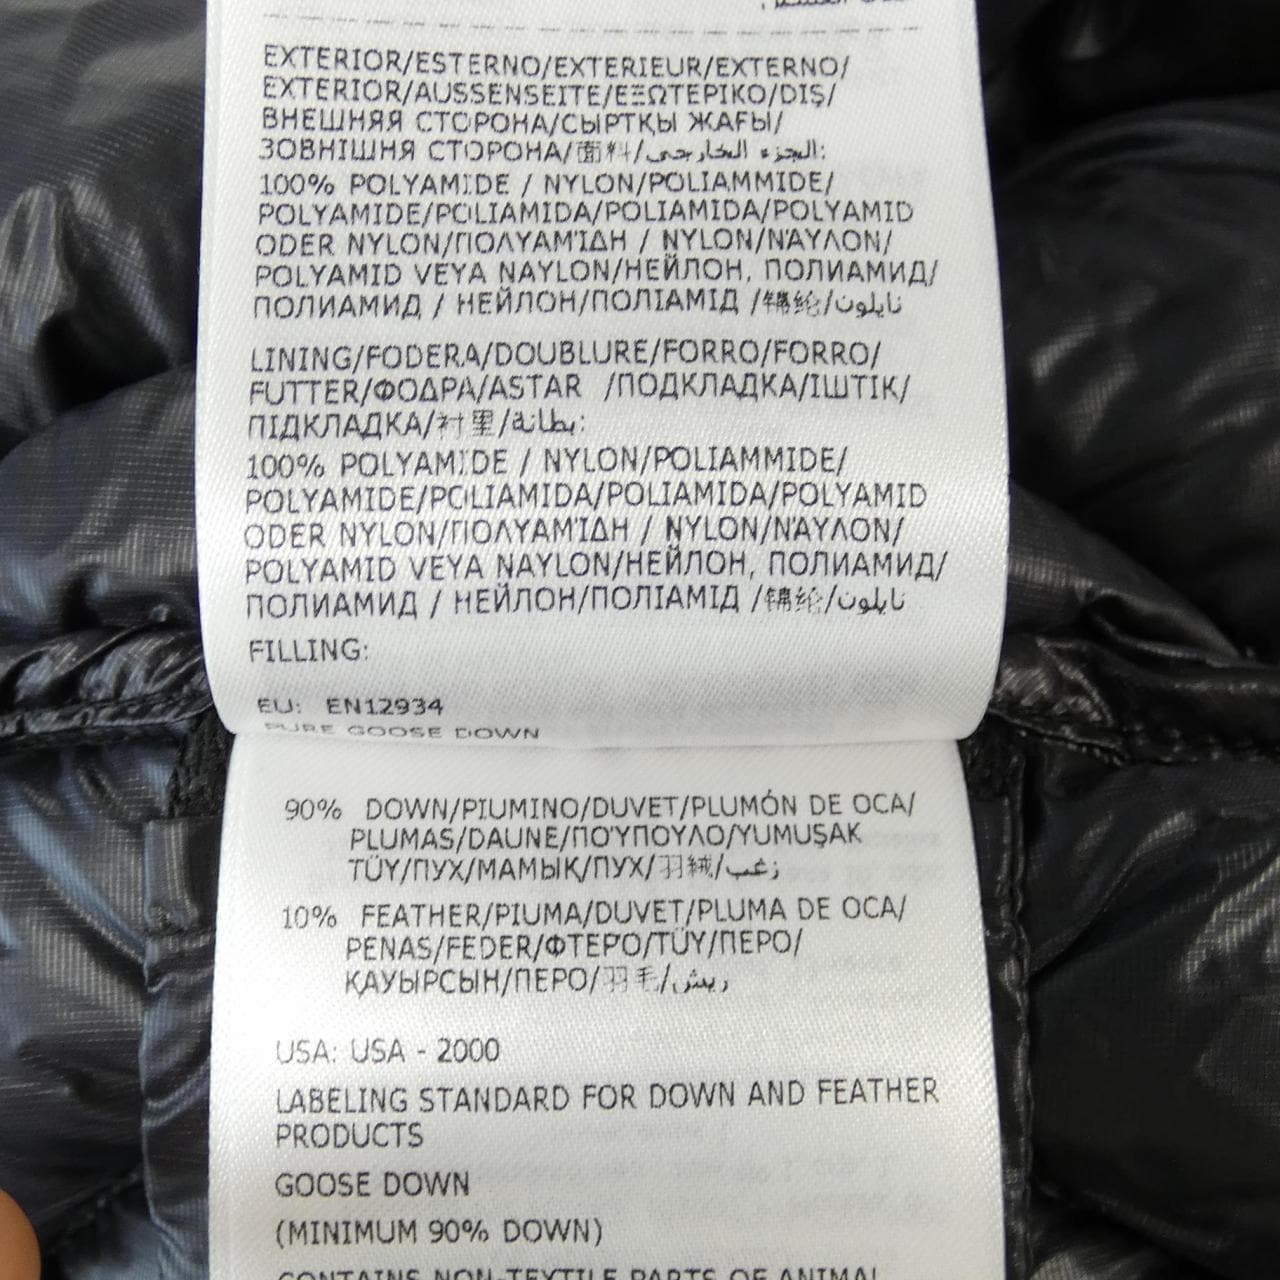 EXTERIOR/ESTERNO/EXTERIEUR/EXTERNO/
EXTERIOR/AUSSENSEITE/ΕΞΩΤΕΡΙΚΟ/DIŞ/
ВНЕШНЯЯ СТОРОНА/СЫРТҚЫ ЖАҒЫ/
ЗОВНІШНЯ СТОРОНА/面料/الجزء الخارجي:
100% POLYAMIDE / NYLON/POLIAMMIDE/
POLYAMIDE/POLIAMIDA/POLIAMIDA/POLYAMID
ODER NYLON/ΠΟΛΥΑΜΊΔΗ / NYLON/ΝΆΥΛΟΝ/
POLYAMID VEYA NAYLON/НЕЙЛОН, ПОЛИАМИД/
ПОЛИАМИД / НЕЙЛОН/ПОЛІАМІД /锦纶/نايلون
LINING/FODERA/DOUBLURE/FORRO/FORRO/
FUTTER/ΦΟΔΡΑ/ASTAR /ПОДКЛАДКА/ІШТІК/
ПІДКЛАДКА/衬里/بطانة:
100% POLYAMIDE / NYLON/POLIAMMIDE/
POLYAMIDE/POLIAMIDA/POLIAMIDA/POLYAMID
ODER NYLON/ΠΟΛΥΑΜΊΔΗ / NYLON/ΝΆΥΛΟΝ/
POLYAMID VEYA NAYLON/НЕЙЛОН, ПОЛИАМИД/
ПОЛИАМИД / НЕЙЛОН/ПОЛІАМІД /锦纶/نايلون
FILLING:
EU: EN12934
PURE GOOSE DOWN
90% DOWN/PIUMINO/DUVET/PLUMÓN DE OCA/
PLUMAS/DAUNE/ΠΟΎΠΟΥΛΟ/YUMUŞAK
TÜY/ПУХ/МАМЫҚ/ПУХ/羽絨/زغب
10% FEATHER/PIUMA/DUVET/PLUMA DE OCA/
PENAS/FEDER/ΦΤΕΡΌ/TÜY/ПЕРО/
ҚАУЫРСЫН/ПЕРО/羽毛/ريش
USA: USA - 2000
LABELING STANDARD FOR DOWN AND FEATHER
PRODUCTS
GOOSE DOWN
(MINIMUM 90% DOWN)
CONTAINS NON-TEXTILE PARTS OF ANIMAL